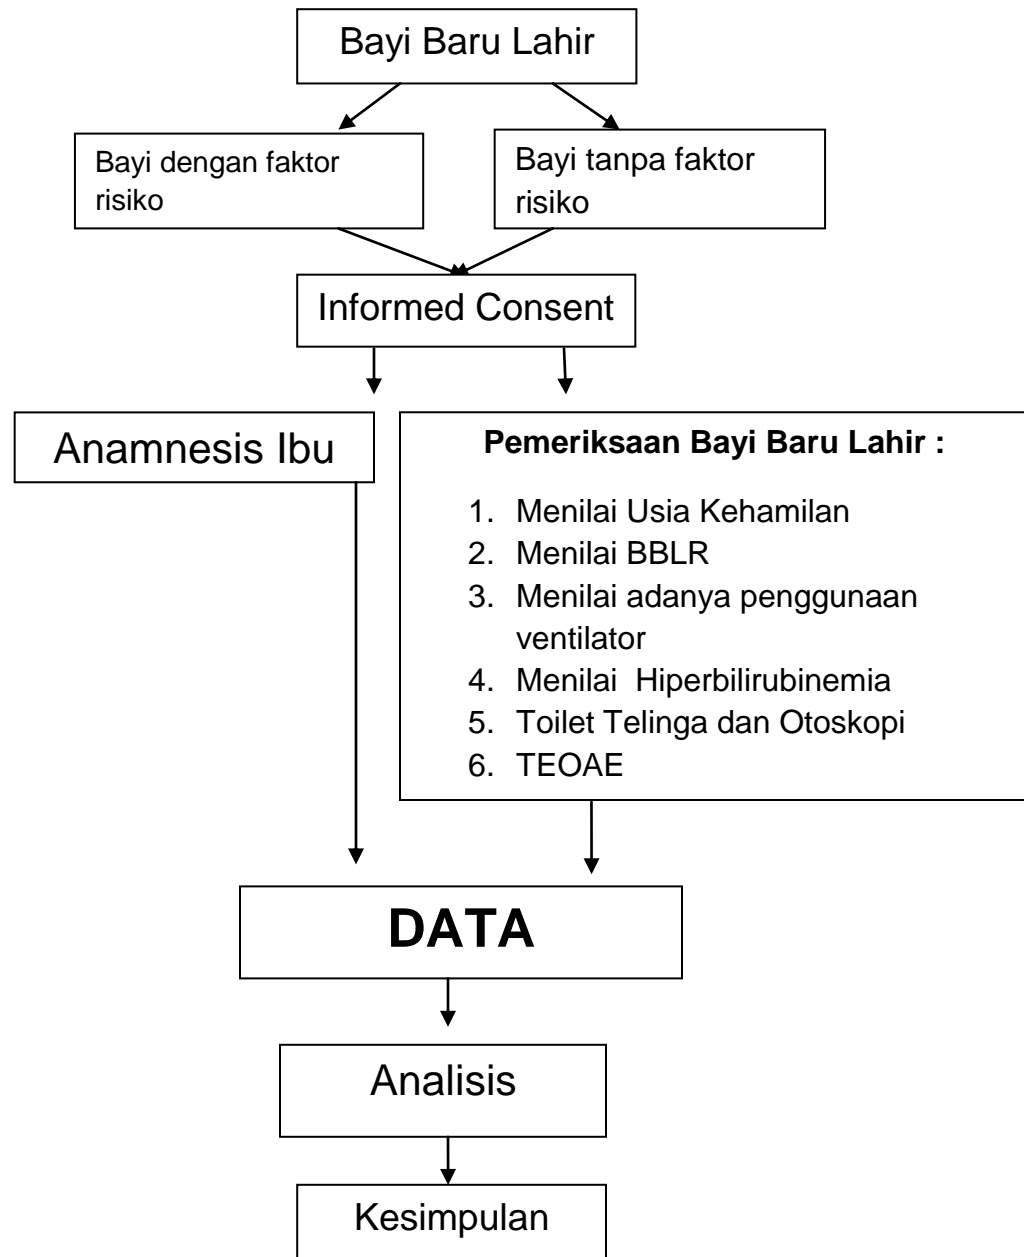 Bayi Baru Lahir
Bayi dengan faktor
risiko
Bayi tanpa faktor
risiko
Informed Consent
Anamnesis Ibu
Pemeriksaan Bayi Baru Lahir :
1. Menilai Usia Kehamilan
2. Menilai BBLR
3. Menilai adanya penggunaan
ventilator
4. Menilai Hiperbilirubinemia
5. Toilet Telinga dan Otoskopi
6. TEOAE
DATA
Analisis
Kesimpulan